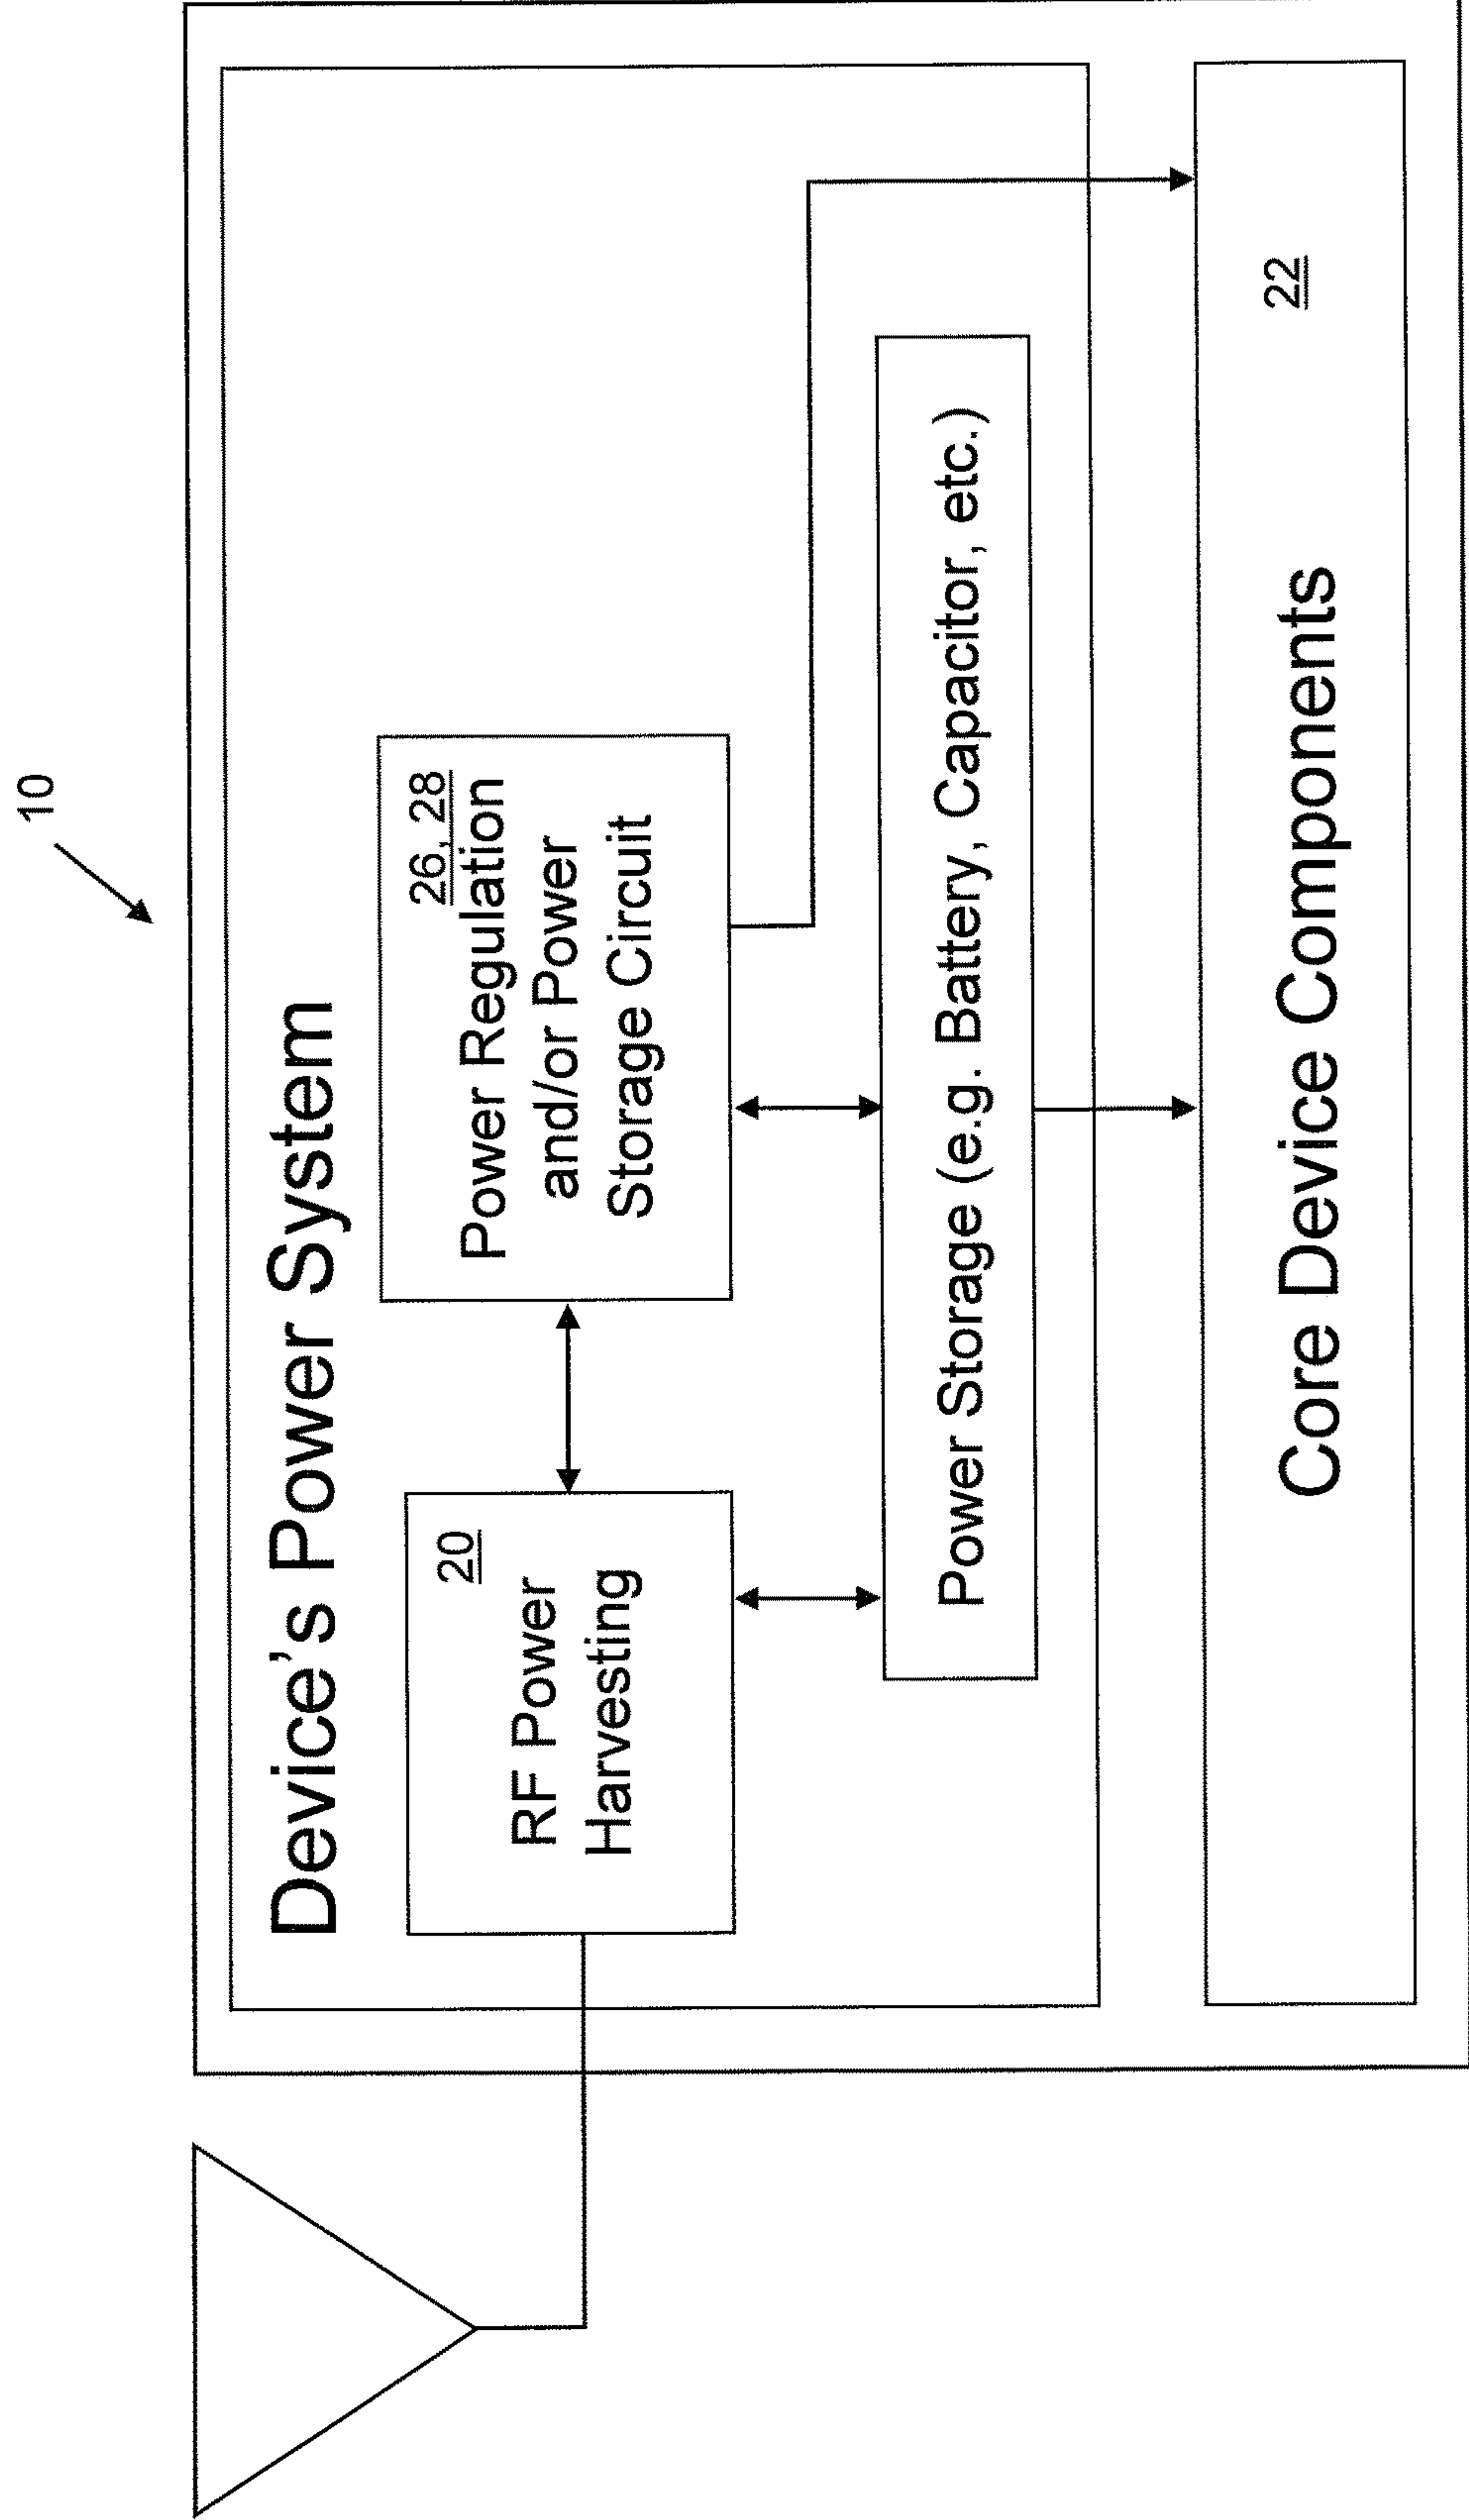 10
Device's Power System
20
RF Power
Harvesting
26, 28
Power Regulation
and/or Power
Storage Circuit
Power Storage (e.g. Battery, Capacitor, etc.)
22
Core Device Components